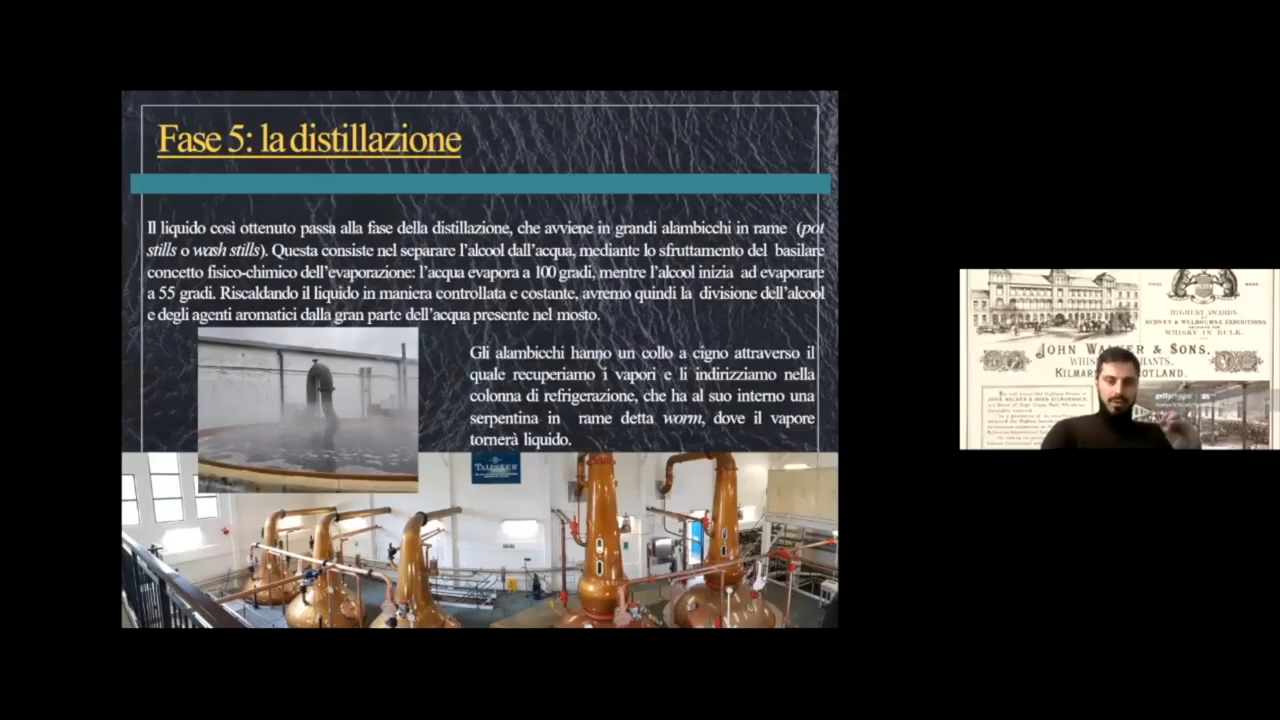 Fase 5: la distillazione
Il liquido così ottenuto passa alla fase della distillazione, che avviene in grandi alambicchi in rame (pot
stills o wash stills). Questa consiste nel separare l'alcool dall'acqua, mediante lo sfruttamento del basilare
concetto fisico-chimico dell'evaporazione: l'acqua evapora a 100 gradi, mentre l'alcool inizia ad evaporare
a 55 gradi. Riscaldando il liquido in maniera controllata e costante, avremo quindi la divisione dell'alcool
e degli agenti aromatici dalla gran parte dell'acqua presente nel mosto.
Gli alambicchi hanno un collo a cigno attraverso il
quale recuperiamo i vapori e li indirizziamo nella
colonna di refrigerazione, che ha al suo interno una
serpentina in rame detta worm, dove il vapore
tornerà liquido.
TALISKER
HIGHEST AWARDS
SYDNEY & MELBOURNE EXHIBITIONS
WHISKY IN BULK.
JOHN WALKER & SONS,
KILMAR
gettyimages